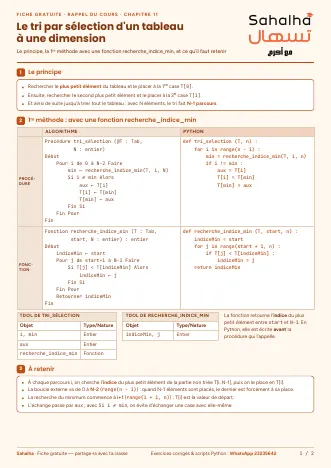 FICHE GRATUITE · RAPPEL DU COURS · CHAPITRE 11
Le tri par sélection d'un tableau
à une dimension
Le principe, la 1re méthode avec une fonction recherche_indice_min, et ce qu'il faut retenir
Sahalha
تسهال
مع أكرم
1 Le principe
• Rechercher le plus petit élément du tableau et le placer à la 1re case T[0].
• Ensuite, rechercher le second plus petit élément et le placer à la 2e case T[1].
• Et ainsi de suite jusqu'à trier tout le tableau : avec N éléments, le tri fait N-1 parcours.
2 1re méthode : avec une fonction recherche_indice_min
ALGORITHME PYTHON
PROCÉ-
DURE
Procédure tri_sélection (@T : Tab,
N : entier)
Début
Pour i de 0 à N-2 Faire
min ← recherche_indice_min(T, i, N)
Si i ≠ min Alors
aux ← T[i]
T[i] ← T[min]
T[min] ← aux
Fin Si
Fin Pour
Fin
def tri_selection (T, n) :
for i in range(n - 1) :
min = recherche_indice_min(T, i, n)
if i != min :
aux = T[i]
T[i] = T[min]
T[min] = aux
FONC-
TION
Fonction recherche_indice_min (T : Tab,
start, N : entier) : entier
Début
indiceMin ← start
Pour j de start+1 à N-1 Faire
Si T[j] < T[indiceMin] Alors
indiceMin ← j
Fin Si
Fin Pour
Retourner indiceMin
Fin
def recherche_indice_min (T, start, n) :
indiceMin = start
for j in range(start + 1, n) :
if T[j] < T[indiceMin] :
indiceMin = j
return indiceMin
TDOL DE TRI_SÉLECTION
Objet Type/Nature
i, min Entier
aux Entier
recherche_indice_min Fonction
TDOL DE RECHERCHE_INDICE_MIN
Objet Type/Nature
indiceMin, j Entier
La fonction retourne l'indice du plus
petit élément entre start et N-1. En
Python, elle est écrite avant la
procédure qui l'appelle.
3 À retenir
• À chaque parcours i, on cherche l'indice du plus petit élément de la partie non triée T[i..N-1], puis on le place en T[i].
• La boucle externe va de 0 à N-2 (range(n - 1)) : quand N-1 éléments sont placés, le dernier est forcément à sa place.
• La recherche du minimum commence à i+1 (range(i + 1, n)) : T[i] est la valeur de départ.
• L'échange passe par aux ; avec Si i ≠ min, on évite d'échanger une case avec elle-même
Sahalha · Fiche gratuite — partage-la avec ta classe
Exercices corrigés & scripts Python : WhatsApp 23235642
1 / 2